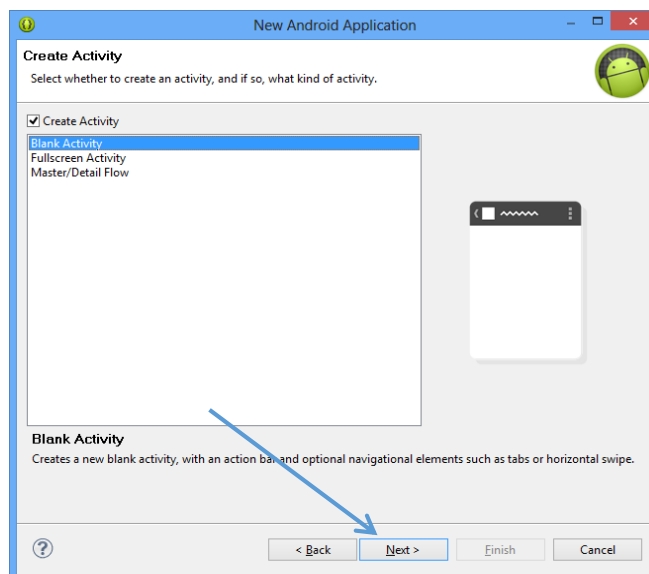 New Android Application
Create Activity
Select whether to create an activity, and if so, what kind of activity.
Create Activity
Blank Activity
Fullscreen Activity
Master/Detail Flow
Blank Activity
Creates a new blank activity, with an action bar and optional navigational elements such as tabs or horizontal swipe.
? < Back Next > Finish Cancel